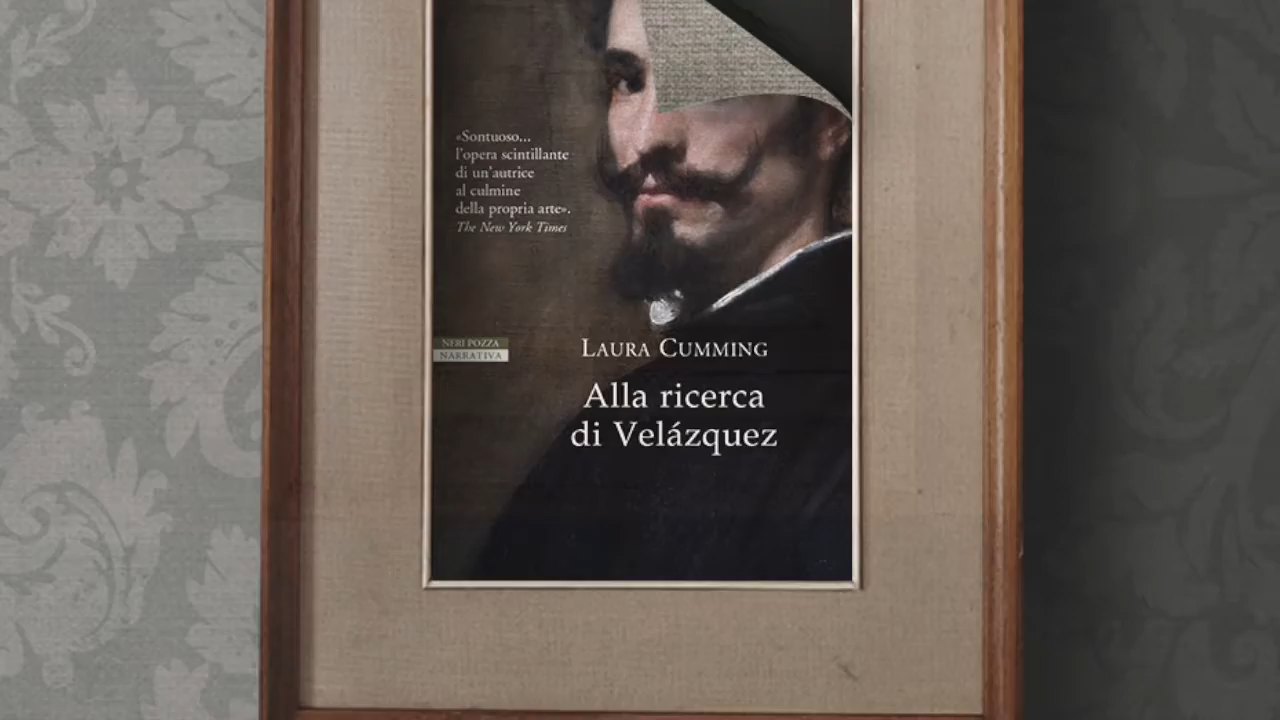 «Sontuoso...
l'opera scintillante
di un'autrice
al culmine
della propria arte».
The New York Times
NERI POZZA
NARRATIVA
LAURA CUMMING
Alla ricerca
di Velázquez